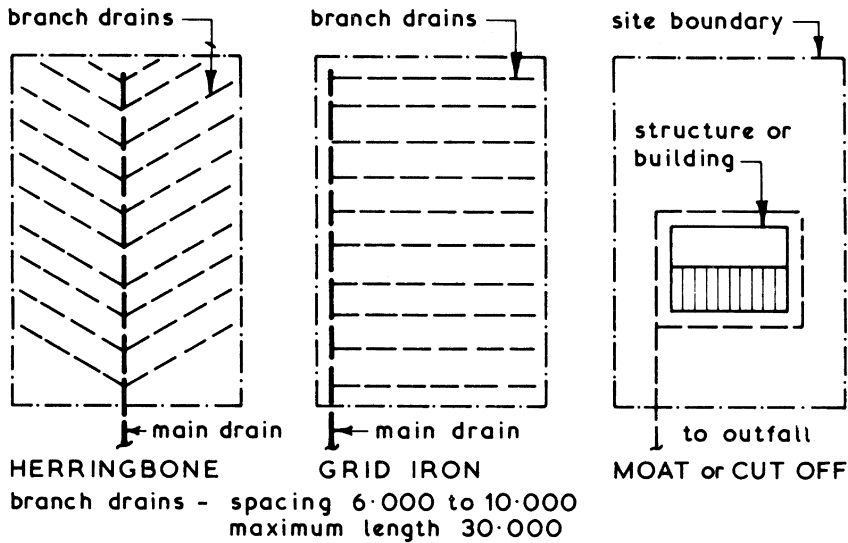 branch drains
branch drains
site boundary
structure or
building
main drain
main drain
to outfall
HERRINGBONE
GRID IRON
MOAT or CUT OFF
branch drains - spacing 6·000 to 10·000
maximum length 30·000